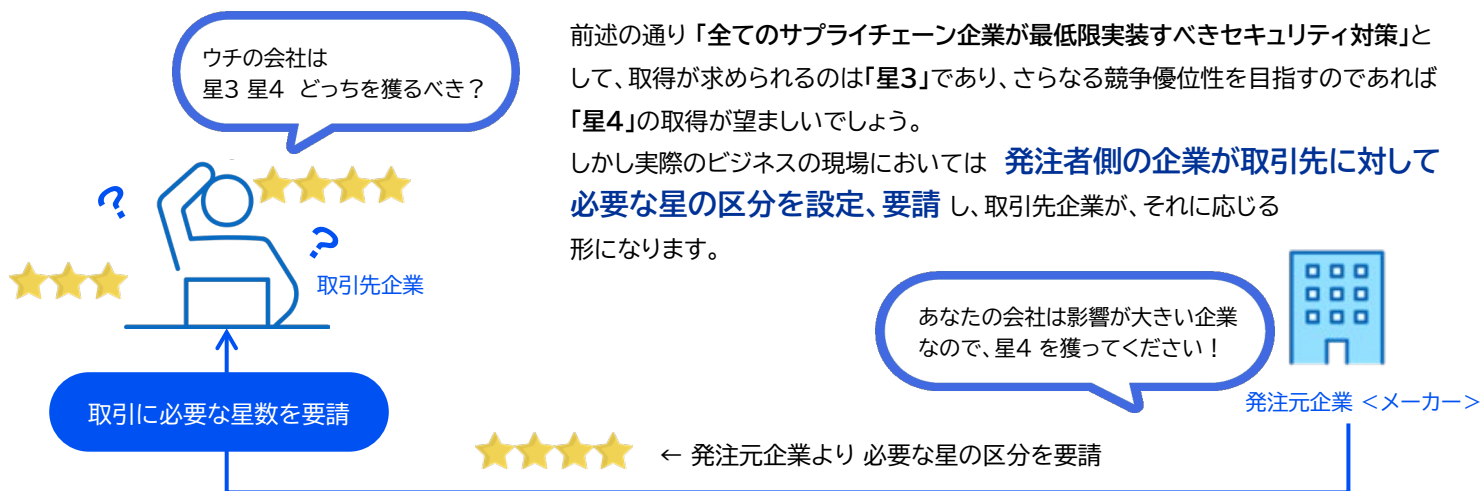 ウチの会社は
星3 星4 どっちを獲るべき？
前述の通り「全てのサプライチェーン企業が最低限実装すべきセキュリティ対策」と
して、取得が求められるのは「星3」であり、さらなる競争優位性を目指すのであれば
「星4」の取得が望ましいでしょう。
しかし実際のビジネスの現場においては 発注者側の企業が取引先に対して
必要な星の区分を設定、要請 し、取引先企業が、それに応じる
形になります。
?
?
取引先企業
あなたの会社は影響が大きい企業
なので、星4 を獲ってください！
発注元企業 ＜メーカー＞
取引に必要な星数を要請
← 発注元企業より 必要な星の区分を要請